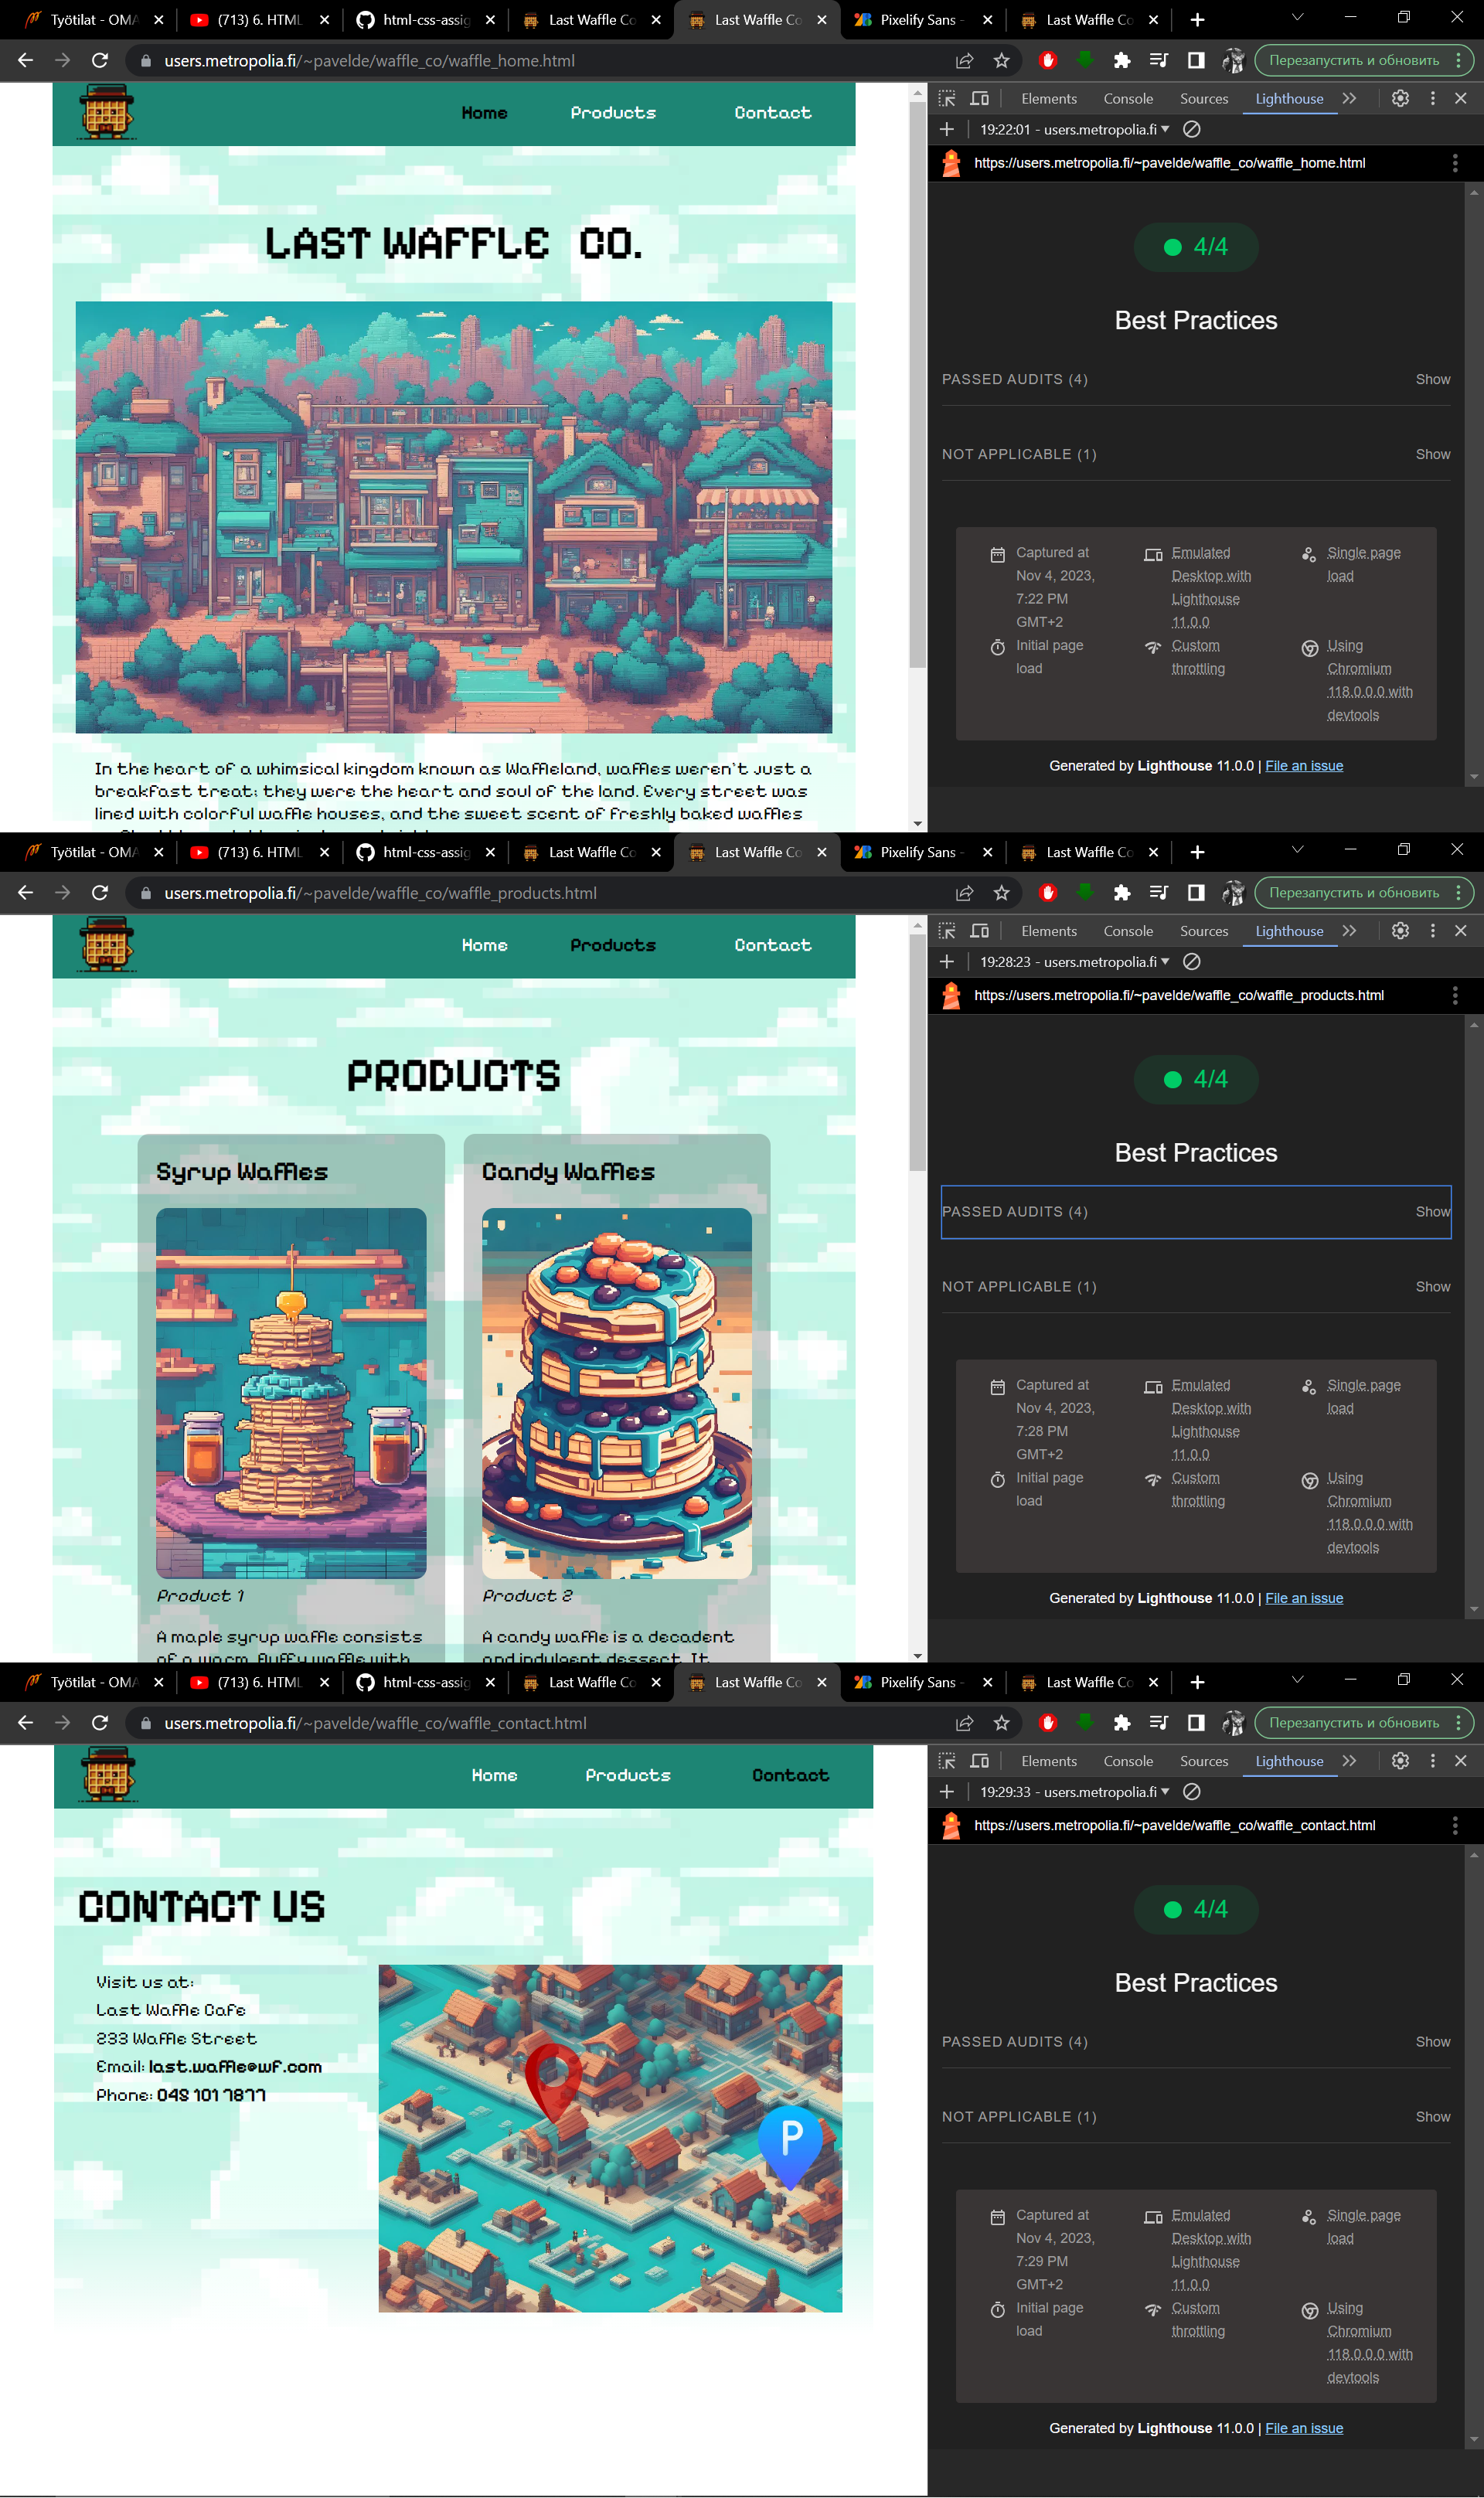 Työtilat - OMA
(713) 6. HTML
html-css-assig
Last Waffle Co
Last Waffle Co
Pixelify Sans -
Last Waffle Co
users.metropolia.fi/~pavelde/waffle_co/waffle_home.html
Перезапустить и обновить
Home Products Contact
LAST WAFFLE CO.
In the heart of a whimsical kingdom known as Waffleland, waffles weren't just a
breakfast treat; they were the heart and soul of the land. Every street was
lined with colorful waffle houses, and the sweet scent of freshly baked waffles
Elements Console Sources Lighthouse
19:22:01 - users.metropolia.fi
https://users.metropolia.fi/~pavelde/waffle_co/waffle_home.html
4/4
Best Practices
PASSED AUDITS (4) Show
NOT APPLICABLE (1) Show
Captured at
Nov 4, 2023,
7:22 PM
GMT+2
Emulated
Desktop with
Lighthouse
11.0.0
Single page
load
Initial page
load
Custom
throttling
Using
Chromium
118.0.0.0 with
devtools
Generated by Lighthouse 11.0.0 | File an issue
Työtilat - OMA
(713) 6. HTML
html-css-assig
Last Waffle Co
Last Waffle Co
Pixelify Sans -
Last Waffle Co
users.metropolia.fi/~pavelde/waffle_co/waffle_products.html
Перезапустить и обновить
Home Products Contact
PRODUCTS
Syrup Waffles
Product 1
A maple syrup waffle consists
of a warm, fluffy waffle with
Candy Waffles
Product 2
A candy waffle is a decadent
and indulgent dessert. It
Elements Console Sources Lighthouse
19:28:23 - users.metropolia.fi
https://users.metropolia.fi/~pavelde/waffle_co/waffle_products.html
4/4
Best Practices
PASSED AUDITS (4) Show
NOT APPLICABLE (1) Show
Captured at
Nov 4, 2023,
7:28 PM
GMT+2
Emulated
Desktop with
Lighthouse
11.0.0
Single page
load
Initial page
load
Custom
throttling
Using
Chromium
118.0.0.0 with
devtools
Generated by Lighthouse 11.0.0 | File an issue
Työtilat - OMA
(713) 6. HTML
html-css-assig
Last Waffle Co
Last Waffle Co
Pixelify Sans -
Last Waffle Co
users.metropolia.fi/~pavelde/waffle_co/waffle_contact.html
Перезапустить и обновить
Home Products Contact
CONTACT US
Visit us at:
Last Waffle Cafe
233 Waffle Street
Email: last.waffle@wf.com
Phone: 048 101 7877
P
Elements Console Sources Lighthouse
19:29:33 - users.metropolia.fi
https://users.metropolia.fi/~pavelde/waffle_co/waffle_contact.html
4/4
Best Practices
PASSED AUDITS (4) Show
NOT APPLICABLE (1) Show
Captured at
Nov 4, 2023,
7:29 PM
GMT+2
Emulated
Desktop with
Lighthouse
11.0.0
Single page
load
Initial page
load
Custom
throttling
Using
Chromium
118.0.0.0 with
devtools
Generated by Lighthouse 11.0.0 | File an issue